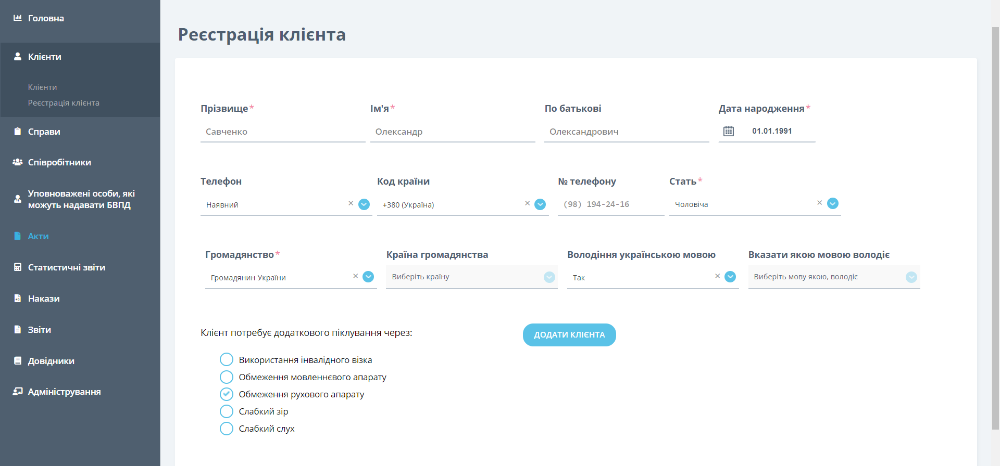 Головна
Клієнти
Клієнти
Реєстрація клієнта
Справи
Співробітники
Уповноважені особи, які
можуть надавати БВПД
Акти
Статистичні звіти
Накази
Звіти
Довідники
Адміністрування
Реєстрація клієнта
Прізвище* Ім'я* По батькові Дата народження*
Савченко Олександр Олександрович 01.01.1991
Телефон Код країни № телефону Стать*
Наявний × +380 (Україна) × (98) 194-24-16 Чоловіча ×
Громадянство* Країна громадянства Володіння українською мовою Вказати якою мовою володіє
Громадянин України × Виберіть країну Так × Виберіть мову якою, володіє
Клієнт потребує додаткового піклування через: ДОДАТИ КЛІЄНТА
Використання інвалідного візка
Обмеження мовленнєвого апарату
Обмеження рухового апарату
Слабкий зір
Слабкий слух